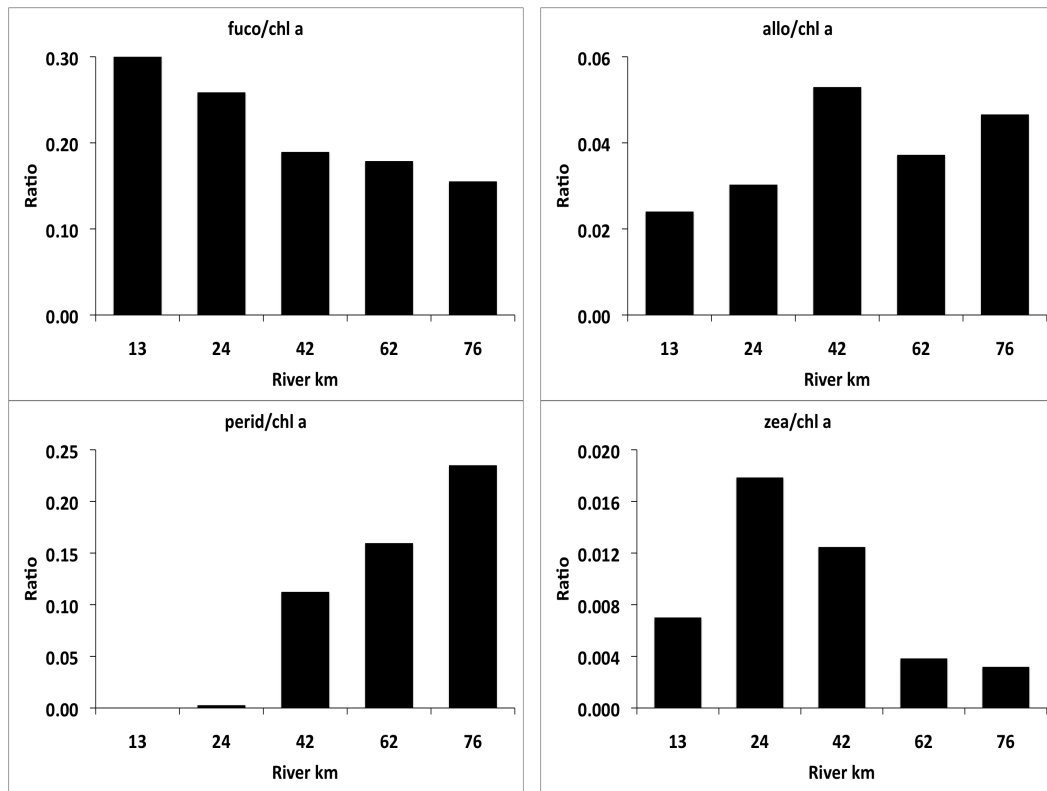 fuco/chl a
0.30
0.20
0.10
0.00
Ratio
13 24 42 62 76
River km
allo/chl a
0.06
0.04
0.02
0.00
Ratio
13 24 42 62 76
River km
perid/chl a
0.25
0.20
0.15
0.10
0.05
0.00
Ratio
13 24 42 62 76
River km
zea/chl a
0.020
0.016
0.012
0.008
0.004
0.000
Ratio
13 24 42 62 76
River km